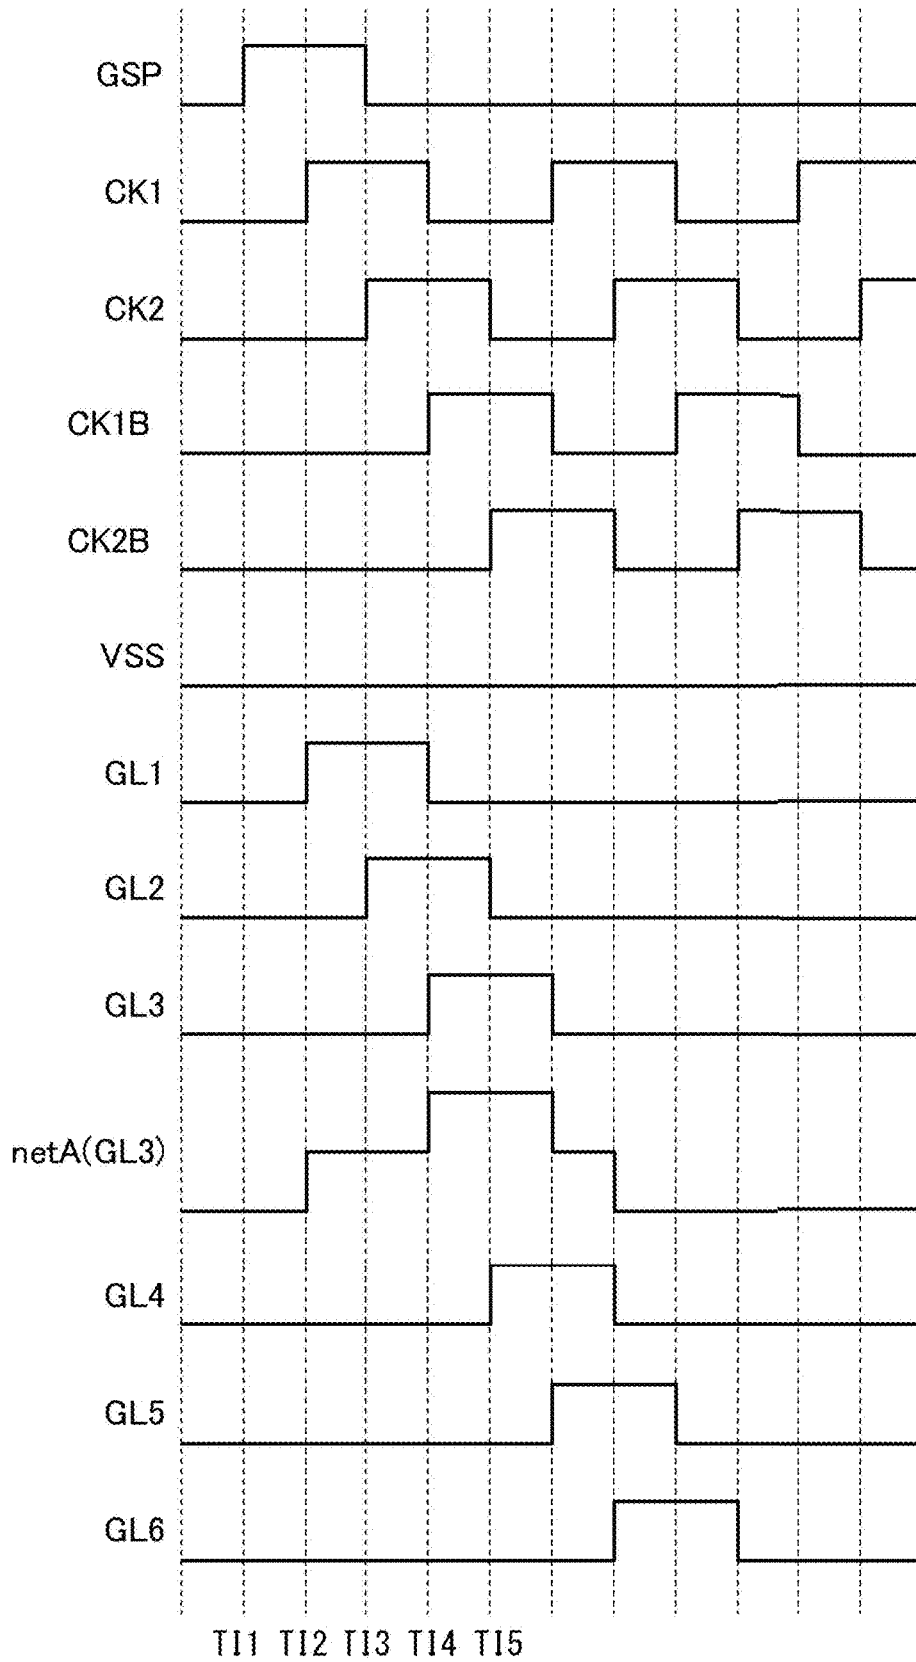 GSP
CK1
CK2
CK1B
CK2B
VSS
GL1
GL2
GL3
netA(GL3)
GL4
GL5
GL6
TI1 TI2 TI3 TI4 TI5